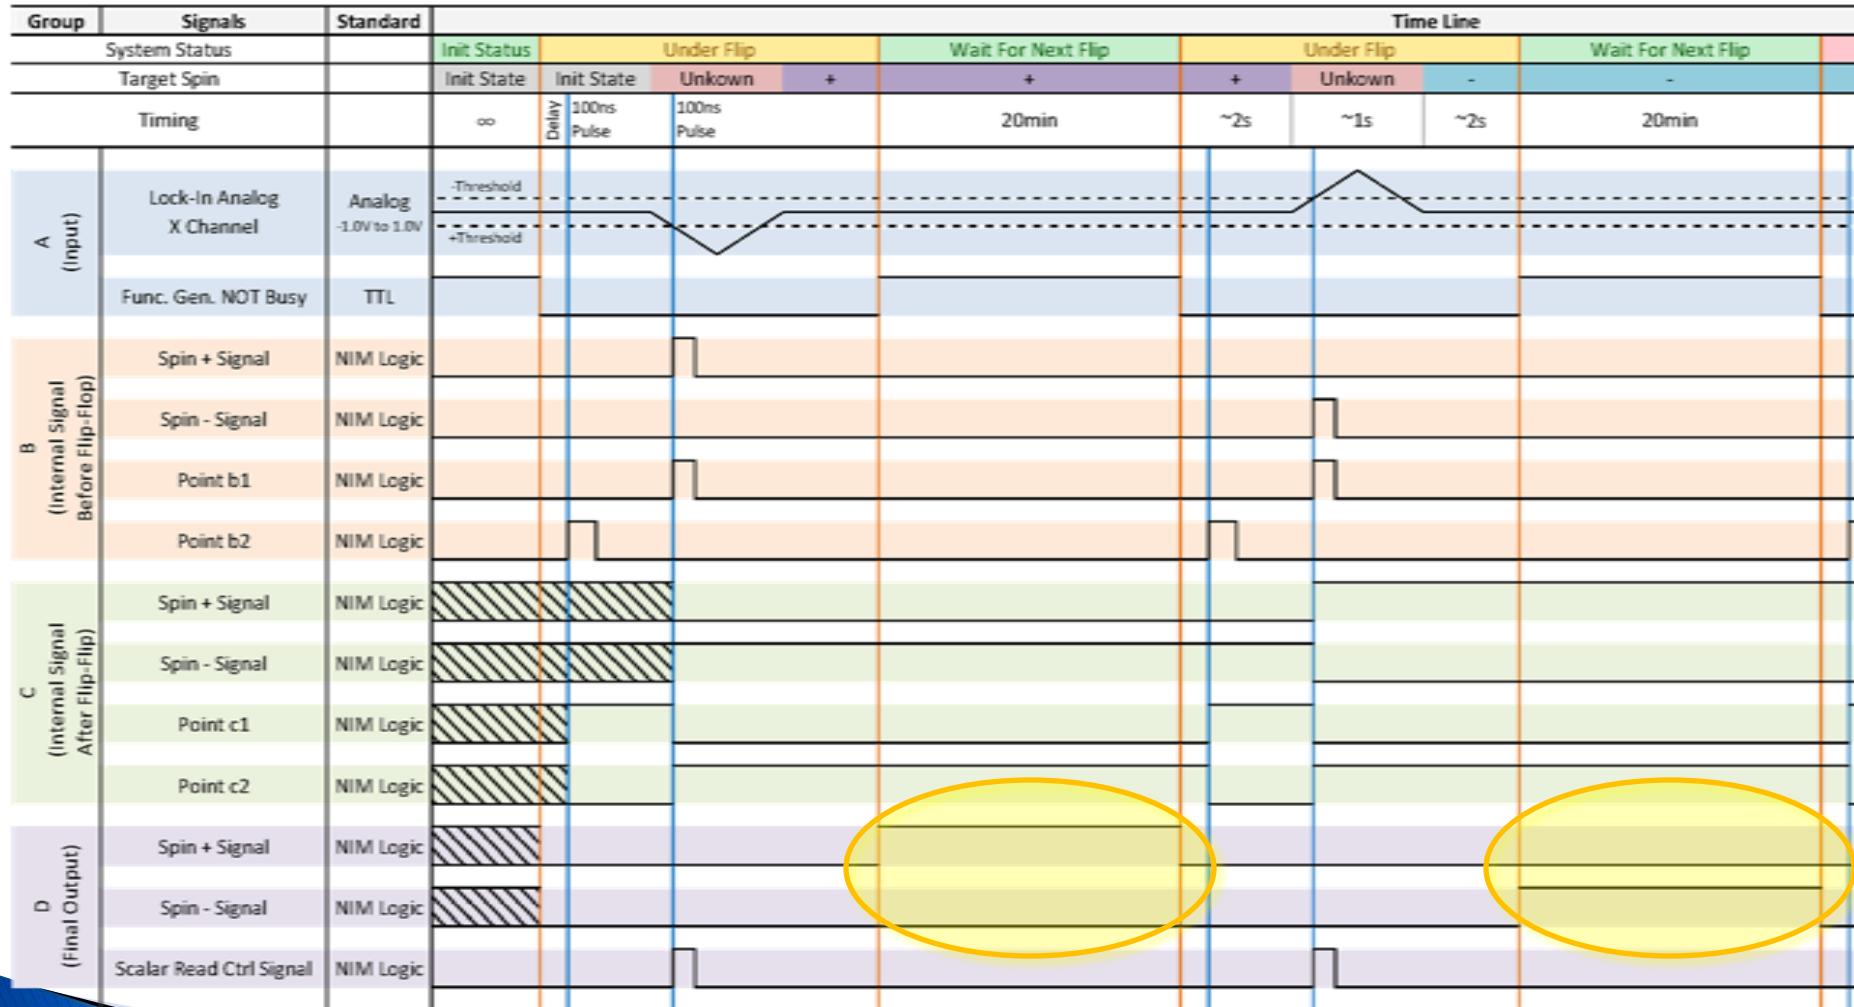 Group Signals Standard Time Line
System Status Init Status Under Flip Wait For Next Flip Under Flip Wait For Next Flip
Target Spin Init State Init State Unkown + + + Unkown - -
Timing ∞ Delay 100ns Pulse 100ns Pulse 20min ~2s ~1s ~2s 20min
A
(Input)
Lock-In Analog
X Channel
Analog
-1.0V to 1.0V
-Threshold
+Threshold
Func. Gen. NOT Busy TTL
B
(Internal Signal
Before Flip-Flop)
Spin + Signal NIM Logic
Spin - Signal NIM Logic
Point b1 NIM Logic
Point b2 NIM Logic
C
(Internal Signal
After Flip-Flip)
Spin + Signal NIM Logic
Spin - Signal NIM Logic
Point c1 NIM Logic
Point c2 NIM Logic
D
(Final Output)
Spin + Signal NIM Logic
Spin - Signal NIM Logic
Scalar Read Ctrl Signal NIM Logic